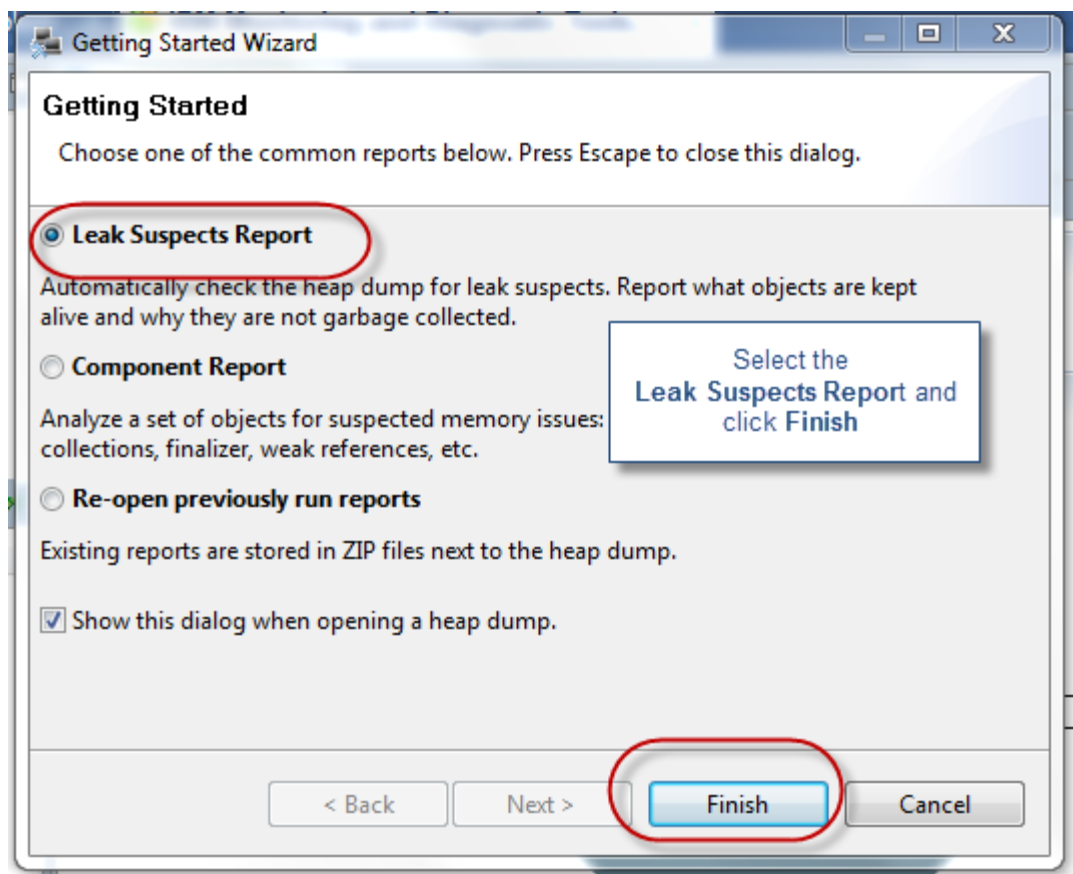 Getting Started Wizard
Getting Started
Choose one of the common reports below. Press Escape to close this dialog.
Leak Suspects Report
Automatically check the heap dump for leak suspects. Report what objects are kept
alive and why they are not garbage collected.
Component Report
Analyze a set of objects for suspected memory issues:
collections, finalizer, weak references, etc.
Select the
Leak Suspects Report and
click Finish
Re-open previously run reports
Existing reports are stored in ZIP files next to the heap dump.
Show this dialog when opening a heap dump.
< Back
Next >
Finish
Cancel